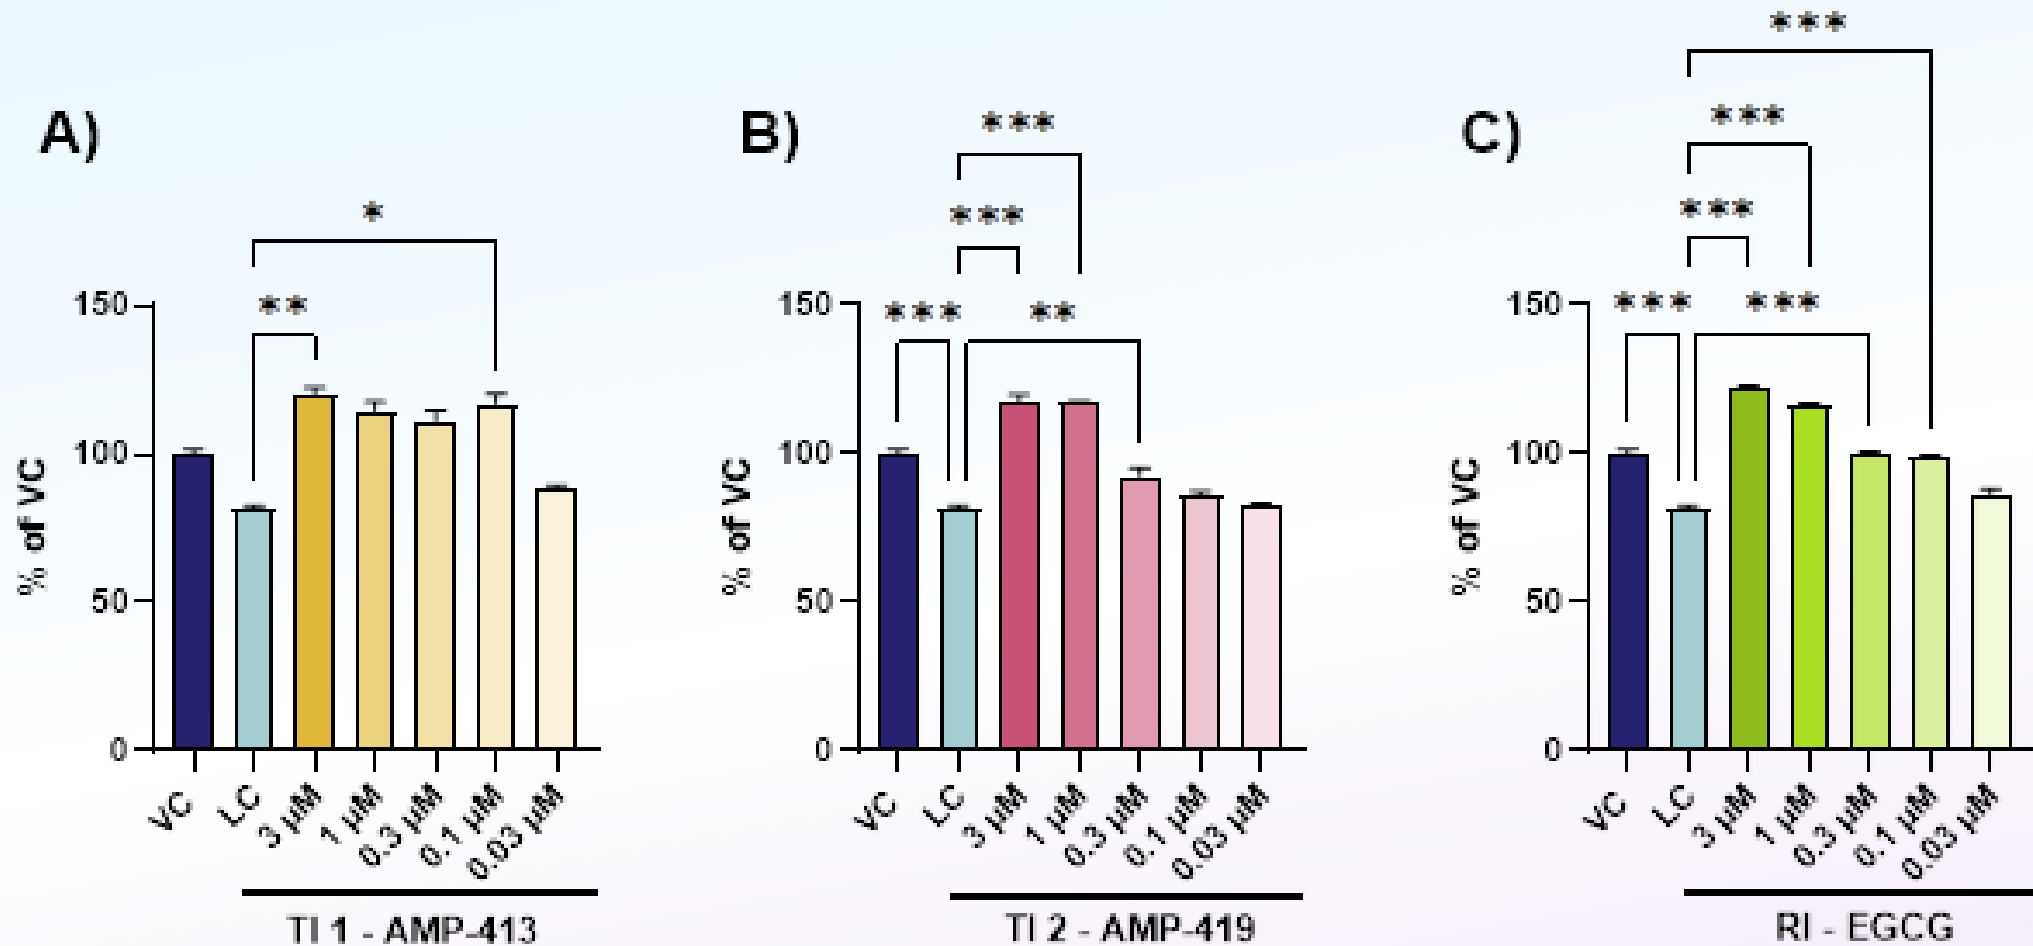 A)
*
**
150
100
50
0
% of VC
VC
LC
3 µM
1 µM
0.3 µM
0.1 µM
0.03 µM
TI 1 - AMP-413
B)
***
***
***
**
150
100
50
0
% of VC
VC
LC
3 µM
1 µM
0.3 µM
0.1 µM
0.03 µM
TI 2 - AMP-419
C)
***
***
***
***
***
150
100
50
0
% of VC
VC
LC
3 µM
1 µM
0.3 µM
0.1 µM
0.03 µM
RI - EGCG